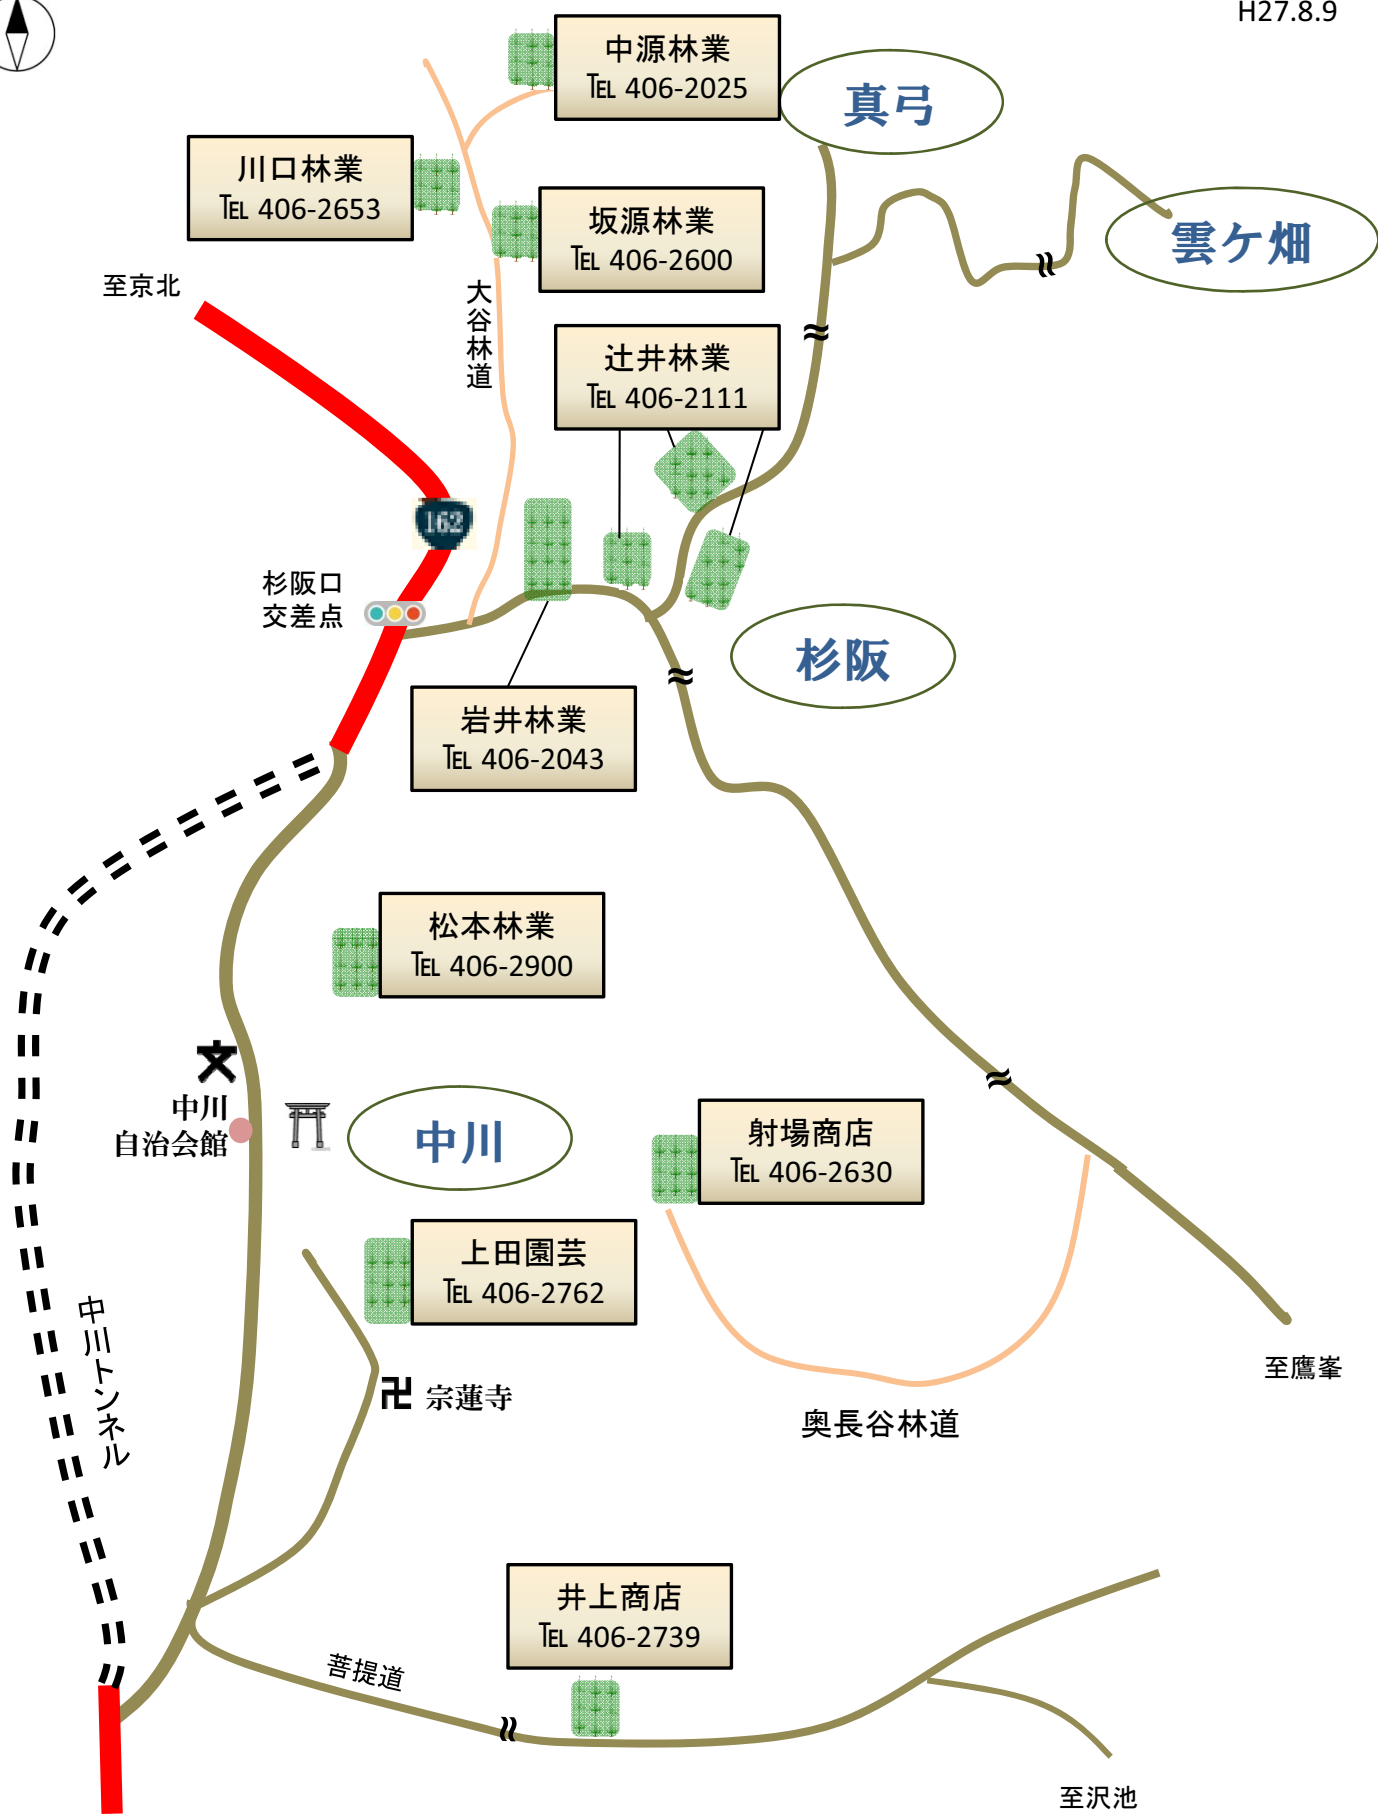 H27.8.9
中源林業
℡ 406-2025
真弓
川口林業
℡ 406-2653
坂源林業
℡ 406-2600
雲ケ畑
至京北
大谷林道
辻井林業
℡ 406-2111
162
杉阪口
交差点
杉阪
岩井林業
℡ 406-2043
松本林業
℡ 406-2900
文
中川
自治会館
中川
射場商店
℡ 406-2630
上田園芸
℡ 406-2762
中川トンネル
至鷹峯
卍 宗蓮寺
奥長谷林道
井上商店
℡ 406-2739
菩提道
至沢池